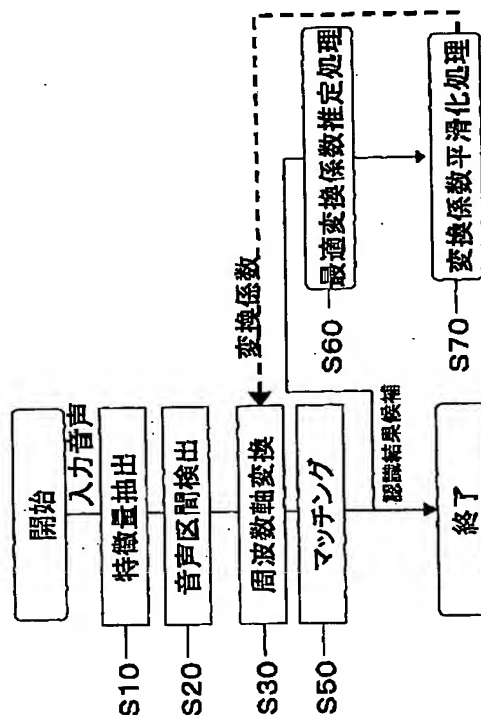 開始
入力音声
S10
特徴量抽出
S20
音声区間検出
S30
周波数軸変換
変換係数
S50
マッチング
認識結果候補
終了
S60
最適変換係数推定処理
S70
変換係数平滑化処理